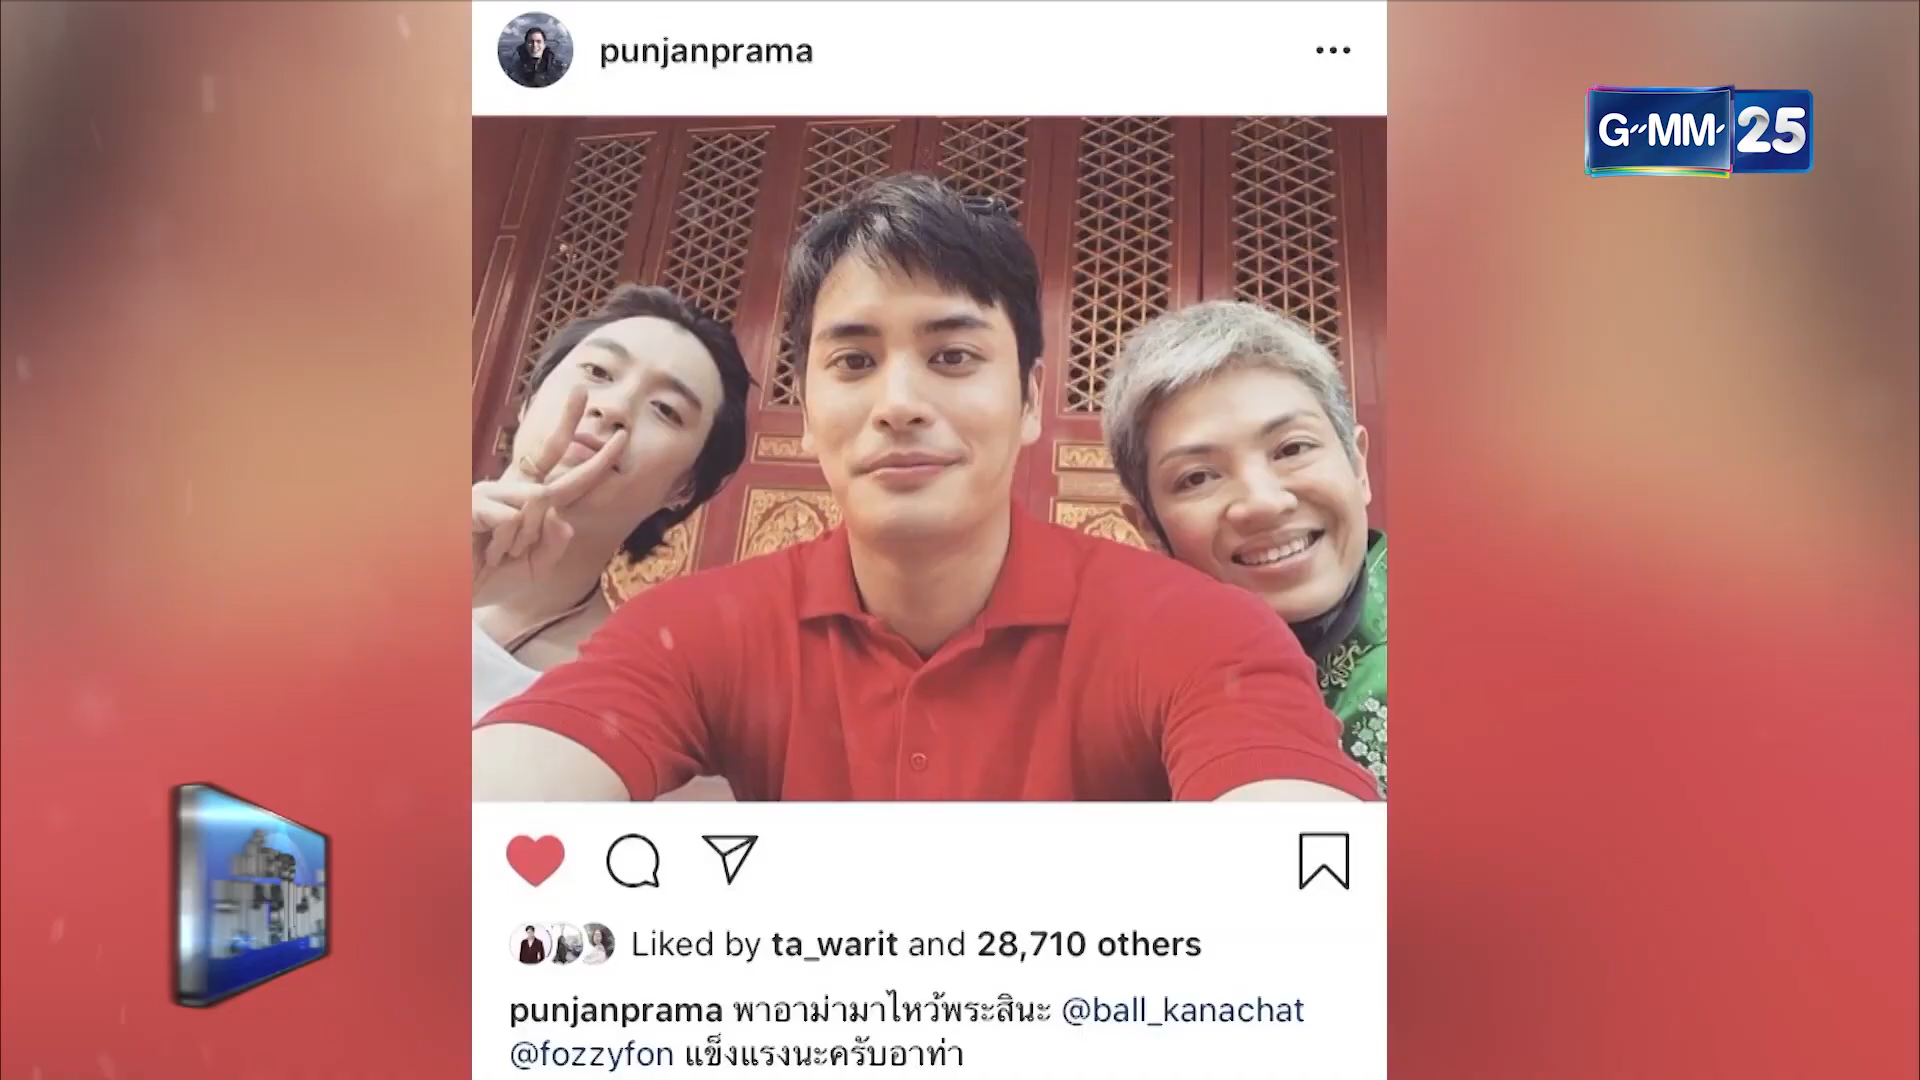 punjanprama
G-MM 25
Liked by ta_warit and 28,710 others
punjanprama พาอาม่ามาไหว้พระสินะ @ball_kanachat
@fozzyfon แข็งแรงนะครับอาท่า